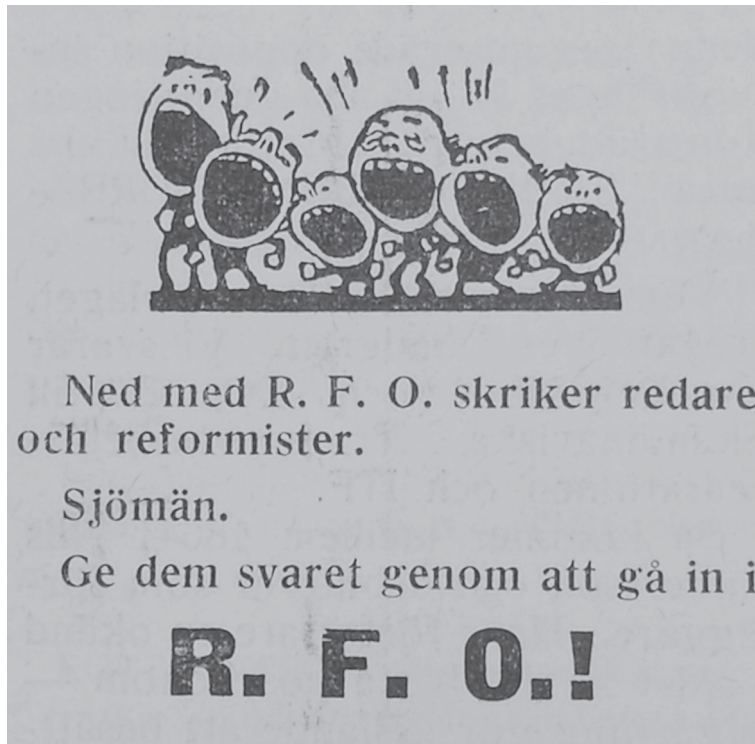 Ned med R. F. O. skriker redare
och reformister.
Sjömän.
Ge dem svaret genom att gå in i
R. F. O.!